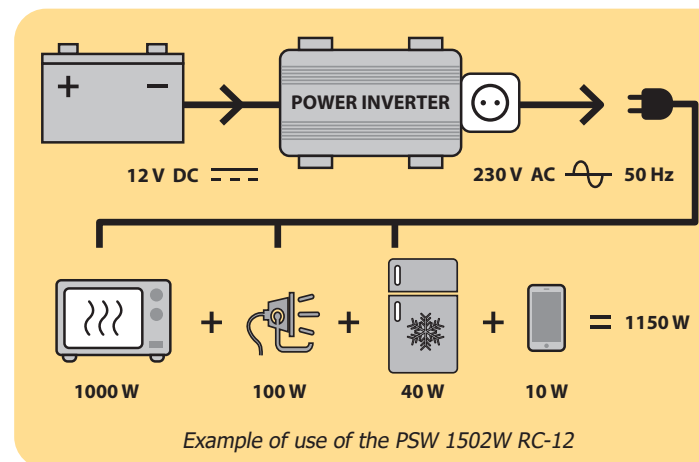 + −
POWER INVERTER
12 V DC
230 V AC 50 Hz
+ + + = 1150 W
1000 W 100 W 40 W 10 W
Example of use of the PSW 1502W RC-12